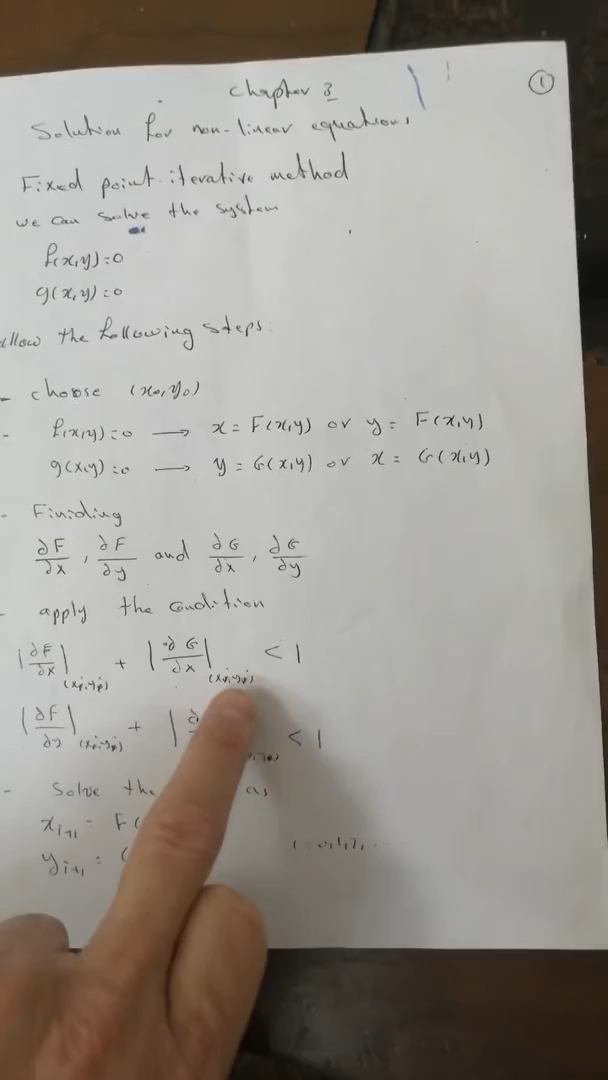 Chapter 3
①
Solution for non-linear equations
Fixed point iterative method
we can solve the system
f(x,y)=0
g(x,y)=0
the following steps:
- choose (x₀,y₀)
- f(x,y)=0 → x = F(x,y) or y = F(x,y)
g(x,y)=0 → y = G(x,y) or x = G(x,y)
- Finiding
∂F/∂x , ∂F/∂y and ∂G/∂x , ∂G/∂y
- apply the condition
|∂F/∂x| + |∂G/∂x| < 1
|∂F/∂y| + | < 1
- Solve the as
xᵢ₊₁ = F(
yᵢ₊₁ =